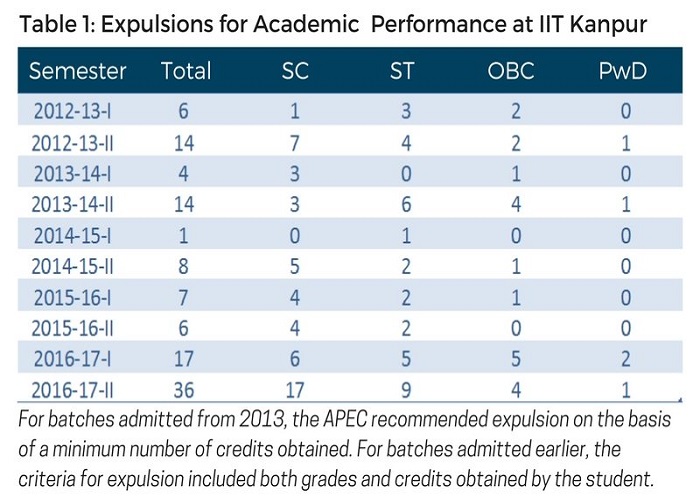 Table 1: Expulsions for Academic Performance at IIT Kanpur
Semester Total SC ST OBC PwD
2012-13-I 6 1 3 2 0
2012-13-II 14 7 4 2 1
2013-14-I 4 3 0 1 0
2013-14-II 14 3 6 4 1
2014-15-I 1 0 1 0 0
2014-15-II 8 5 2 1 0
2015-16-I 7 4 2 1 0
2015-16-II 6 4 2 0 0
2016-17-I 17 6 5 5 2
2016-17-II 36 17 9 4 1
For batches admitted from 2013, the APEC recommended expulsion on the basis
of a minimum number of credits obtained. For batches admitted earlier, the
criteria for expulsion included both grades and credits obtained by the student.